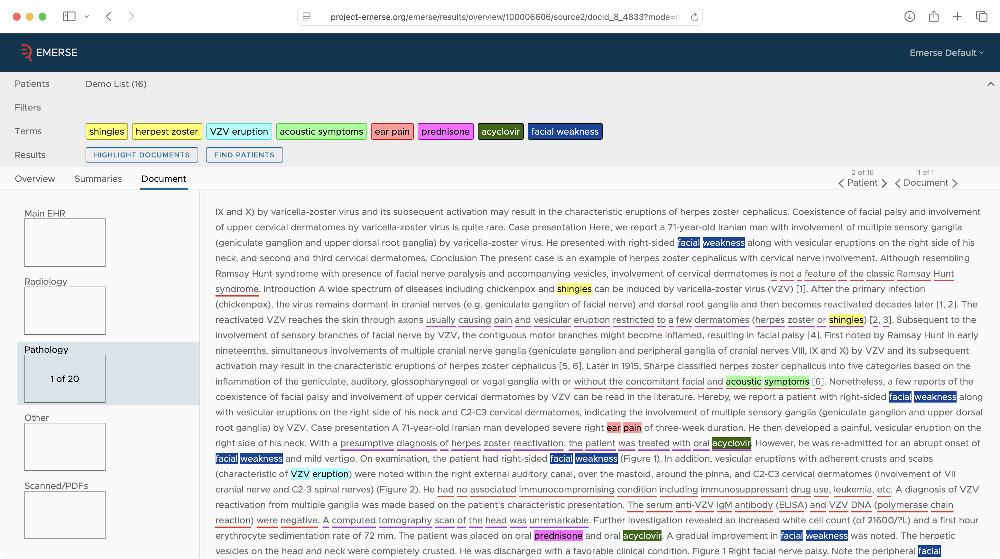 project-emerse.org/emerse/results/overview/100006606/source2/docid_8_4833?mode=nl
EMERSE
Emerse Default
Patients
Demo List (16)
Filters
Terms
shingles herpest zoster VZV eruption acoustic symptoms ear pain prednisone acyclovir facial weakness
Results
HIGHLIGHT DOCUMENTS FIND PATIENTS
Overview Summaries Document
2 of 16
Patient
1 of 1
Document
Main EHR
Radiology
Pathology
1 of 20
Other
Scanned/PDFs
IX and X) by varicella-zoster virus and its subsequent activation may result in the characteristic eruptions of herpes zoster cephalicus. Coexistence of facial palsy and involvement
of upper cervical dermatomes by varicella-zoster virus is quite rare. Case presentation Here, we report a 71-year-old Iranian man with involvement of multiple sensory ganglia
(geniculate ganglion and upper dorsal root ganglia) by varicella-zoster virus. He presented with right-sided facial weakness along with vesicular eruptions on the right side of his
neck, and second and third cervical dermatomes. Conclusion The present case is an example of herpes zoster cephalicus with cervical nerve involvement. Although resembling
Ramsay Hunt syndrome with presence of facial nerve paralysis and accompanying vesicles, involvement of cervical dermatomes is not a feature of the classic Ramsay Hunt
syndrome. Introduction A wide spectrum of diseases including chickenpox and shingles can be induced by varicella-zoster virus (VZV) [1]. After the primary infection
(chickenpox), the virus remains dormant in cranial nerves (e.g. geniculate ganglion of facial nerve) and dorsal root ganglia and then becomes reactivated decades later [1, 2]. The
reactivated VZV reaches the skin through axons usually causing pain and vesicular eruption restricted to a few dermatomes (herpes zoster or shingles) [2, 3]. Subsequent to the
involvement of sensory branches of facial nerve by VZV, the contiguous motor branches might become inflamed, resulting in facial palsy [4]. First noted by Ramsay Hunt in early
nineteenths, simultaneous involvements of multiple cranial nerve ganglia (geniculate ganglion and peripheral ganglia of cranial nerves VIII, IX and X) by VZV and its subsequent
activation may result in the characteristic eruptions of herpes zoster cephalicus [5, 6]. Later in 1915, Sharpe classified herpes zoster cephalicus into five categories based on the
inflammation of the geniculate, auditory, glossopharyngeal or vagal ganglia with or without the concomitant facial and acoustic symptoms [6]. Nonetheless, a few reports of the
coexistence of facial palsy and involvement of upper cervical dermatomes by VZV can be read in the literature. Hereby, we report a patient with right-sided facial weakness along
with vesicular eruptions on the right side of his neck and C2-C3 cervical dermatomes, indicating the involvement of multiple sensory ganglia (geniculate ganglion and upper dorsal
root ganglia) by VZV. Case presentation A 71-year-old Iranian man developed severe right ear pain of three-week duration. He then developed a painful, vesicular eruption on the
right side of his neck. With a presumptive diagnosis of herpes zoster reactivation, the patient was treated with oral acyclovir. However, he was re-admitted for an abrupt onset of
facial weakness and mild vertigo. On examination, the patient had right-sided facial weakness (Figure 1). In addition, vesicular eruptions with adherent crusts and scabs
(characteristic of VZV eruption) were noted within the right external auditory canal, over the mastoid, around the pinna, and C2-C3 cervical dermatomes (involvement of VII
cranial nerve and C2-3 spinal nerves) (Figure 2). He had no associated immunocompromising condition including immunosuppressant drug use, leukemia, etc. A diagnosis of VZV
reactivation from multiple ganglia was made based on the patient's characteristic presentation. The serum anti-VZV IgM antibody (ELISA) and VZV DNA (polymerase chain
reaction) were negative. A computed tomography scan of the head was unremarkable. Further investigation revealed an increased white cell count (of 21600/?L) and a first hour
erythrocyte sedimentation rate of 72 mm. The patient was placed on oral prednisone and oral acyclovir. A gradual improvement in facial weakness was noted. The herpetic
vesicles on the head and neck were completely crusted. He was discharged with a favorable clinical condition. Figure 1 Right facial nerve palsy. Note the peripheral facial